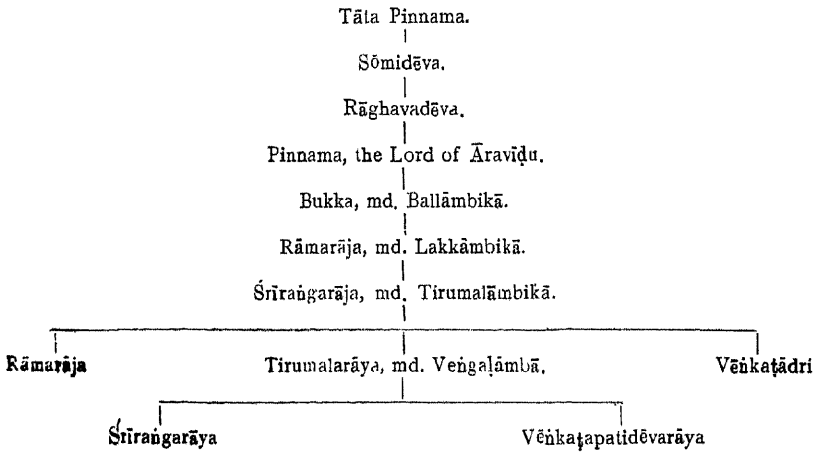 Tāta Pinnama.
Sōmidēva.
Rāghavadēva.
Pinnama, the Lord of Āravīḍu.
Bukka, md. Ballāmbikā.
Rāmarāja, md. Lakkāmbikā.
Śrīraṅgarāja, md. Tirumalāmbikā.
Rāmarāja Tirumalarāya, md. Veṅgaḷāmbā. Vēṅkaṭādri
Śrīraṅgarāya Vēṅkaṭapatidēvarāya